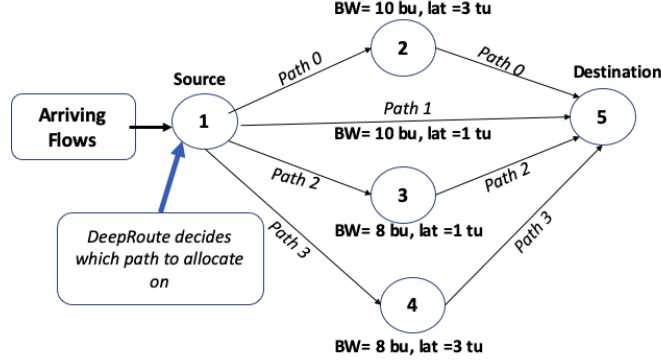 BW= 10 bu, lat =3 tu
2
Path 0
Path 0
Source
Destination
Arriving
Flows
1
Path 1
5
BW= 10 bu, lat =1 tu
Path 2
3
Path 2
BW= 8 bu, lat =1 tu
DeepRoute decides
which path to allocate
on
Path 3
Path 3
4
BW= 8 bu, lat =3 tu